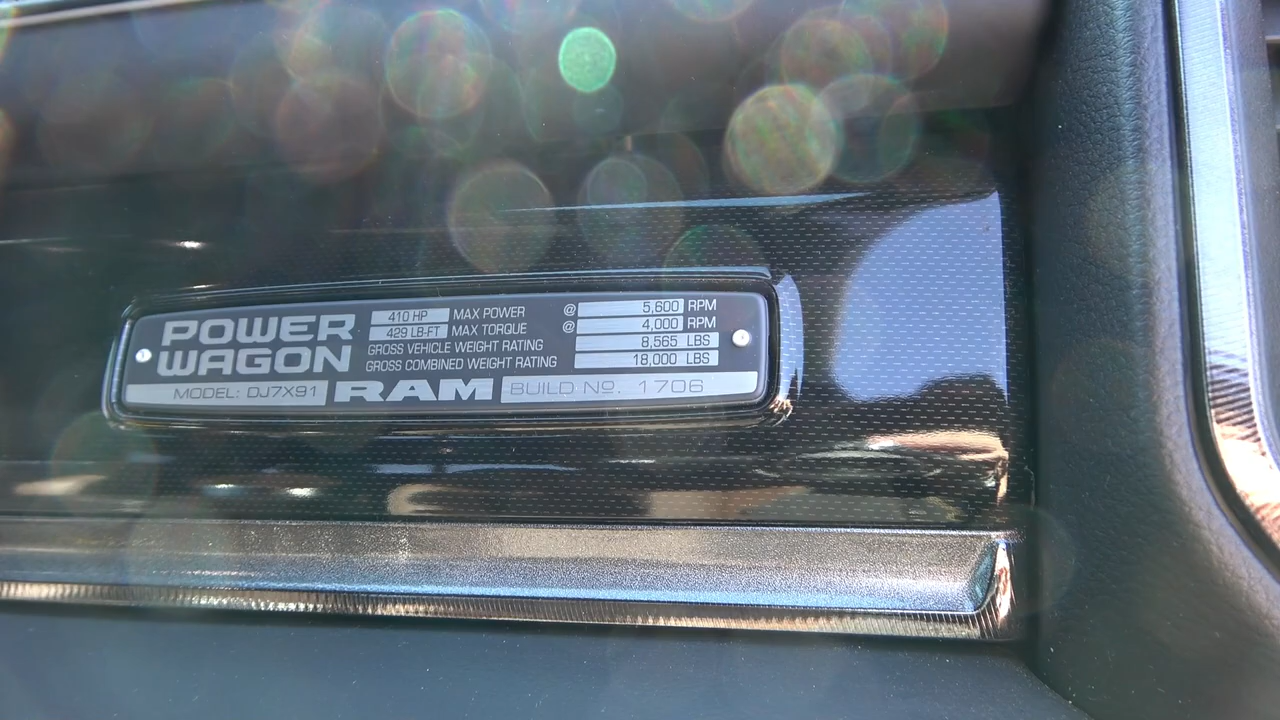 POWER WAGON
410 HP MAX POWER @ 5,600 RPM
429 LB-FT MAX TORQUE @ 4,000 RPM
GROSS VEHICLE WEIGHT RATING 8,565 LBS
GROSS COMBINED WEIGHT RATING 18,000 LBS
MODEL: DJ7X91 RAM BUILD Nº. 1706